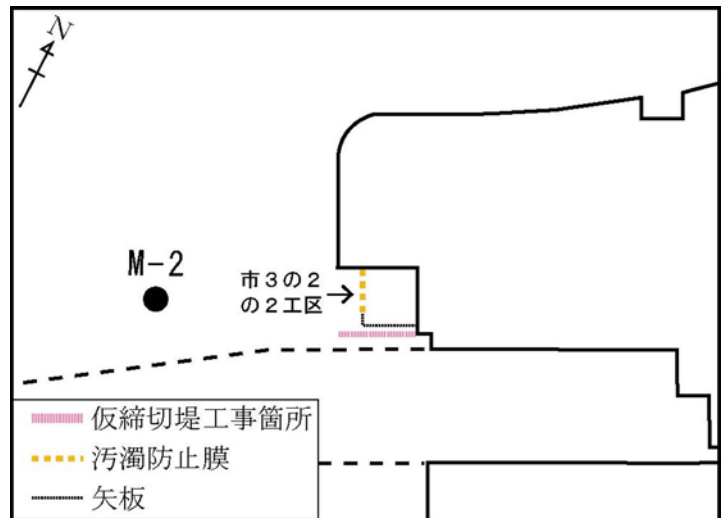 N
M-2
市3の2
の2工区
仮締切堤工事箇所
汚濁防止膜
矢板